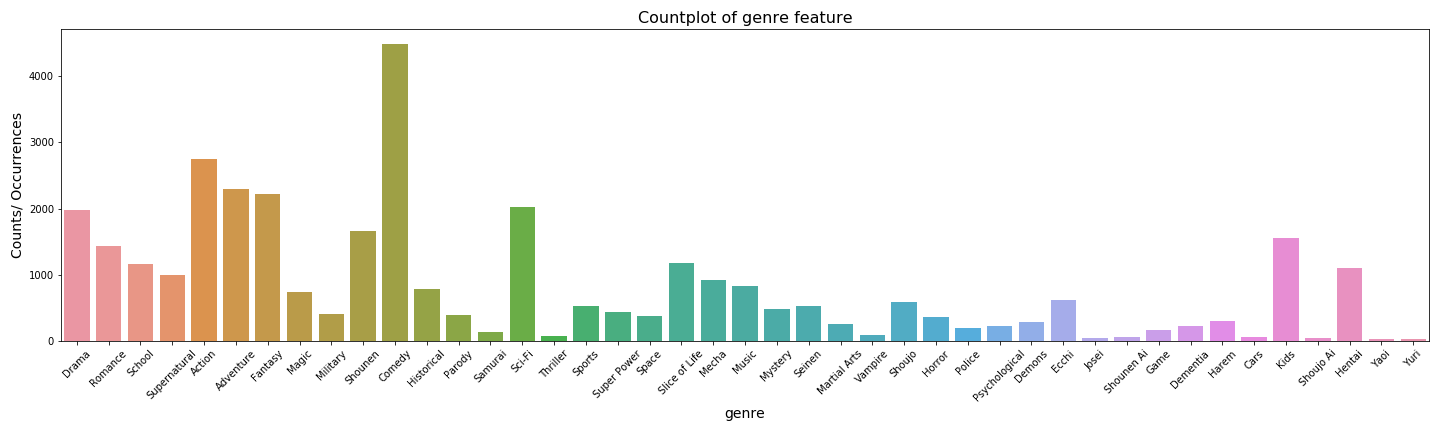 Countplot of genre feature
Counts/ Occurrences
4000
3000
2000
1000
0
Drama
Romance
School
Supernatural
Action
Adventure
Fantasy
Magic
Military
Shounen
Comedy
Historical
Parody
Samurai
Sci-Fi
Thriller
Sports
Super Power
Space
Slice of Life
Mecha
Music
Mystery
Seinen
Martial Arts
Vampire
Shoujo
Horror
Police
Psychological
Demons
Ecchi
Josei
Shounen Ai
Game
Dementia
Harem
Cars
Kids
Shoujo Ai
Hentai
Yaoi
Yuri
genre